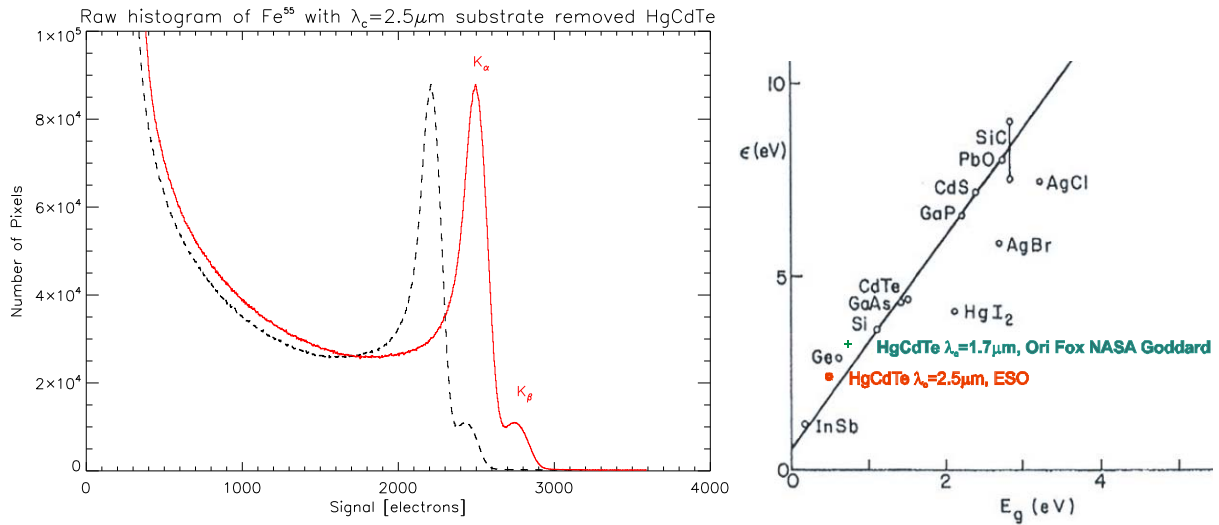 Raw histogram of Fe⁵⁵ with λc=2.5μm substrate removed HgCdTe
1×10⁵
8×10⁴
6×10⁴
4×10⁴
2×10⁴
0
Number of Pixels
Kα
Kβ
0 1000 2000 3000 4000
Signal [electrons]
10
ϵ(eV)
5
0
SiC
PbO
AgCl
CdS
GaP
AgBr
CdTe
GaAs
HgI₂
Si
HgCdTe λc=1.7μm, Ori Fox NASA Goddard
Ge
HgCdTe λc=2.5μm, ESO
InSb
0 2 4
Eg(eV)